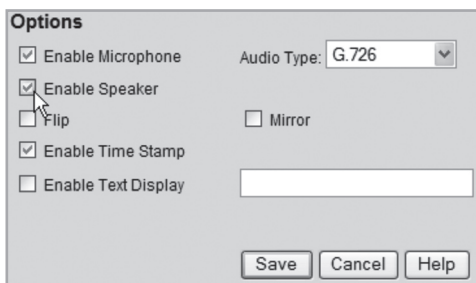 Options
Enable Microphone Audio Type: G.726
Enable Speaker
Flip Mirror
Enable Time Stamp
Enable Text Display
Save Cancel Help